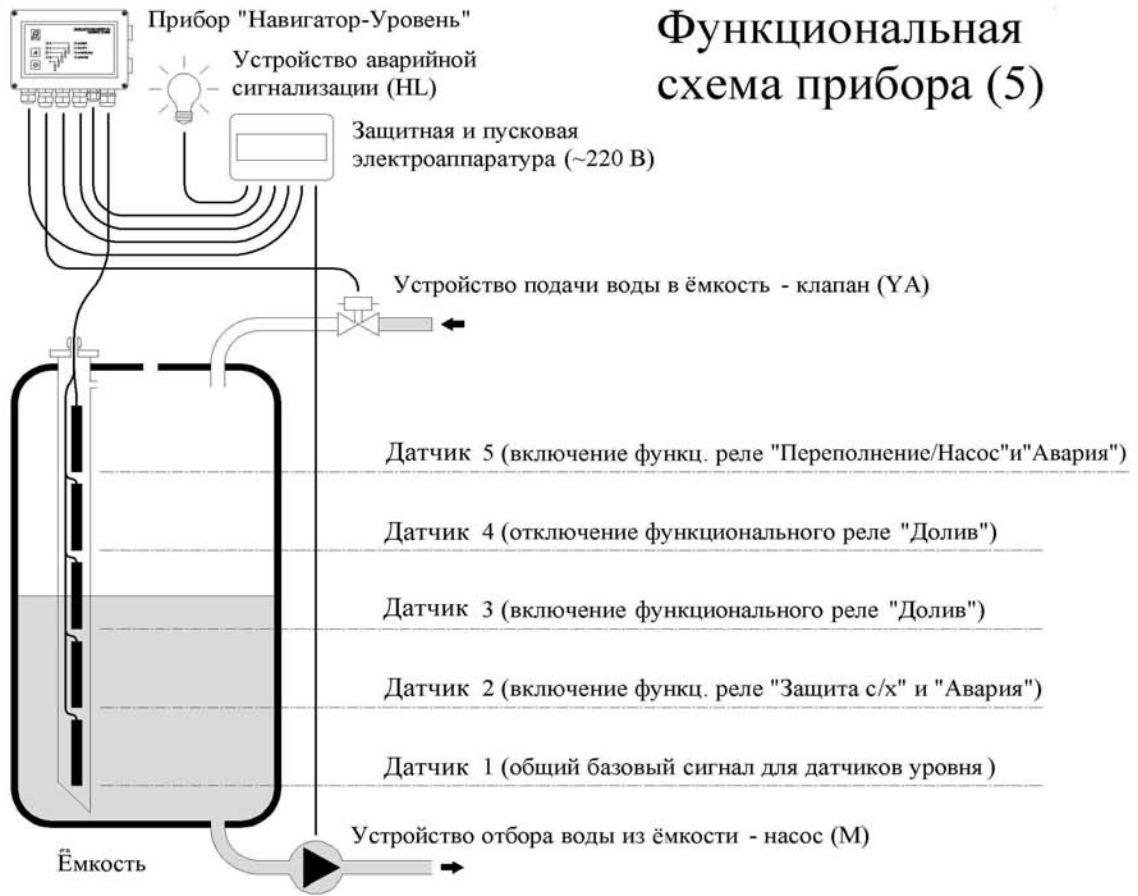 Прибор "Навигатор-Уровень"
Функциональная
схема прибора (5)
Устройство аварийной
сигнализации (HL)
Защитная и пусковая
электроаппаратура (~220 В)
Устройство подачи воды в ёмкость - клапан (YA)
Датчик 5 (включение функц. реле "Переполнение/Насос"и"Авария")
Датчик 4 (отключение функционального реле "Долив")
Датчик 3 (включение функционального реле "Долив")
Датчик 2 (включение функц. реле "Защита с/х" и "Авария")
Датчик 1 (общий базовый сигнал для датчиков уровня )
Устройство отбора воды из ёмкости - насос (М)
Ёмкость